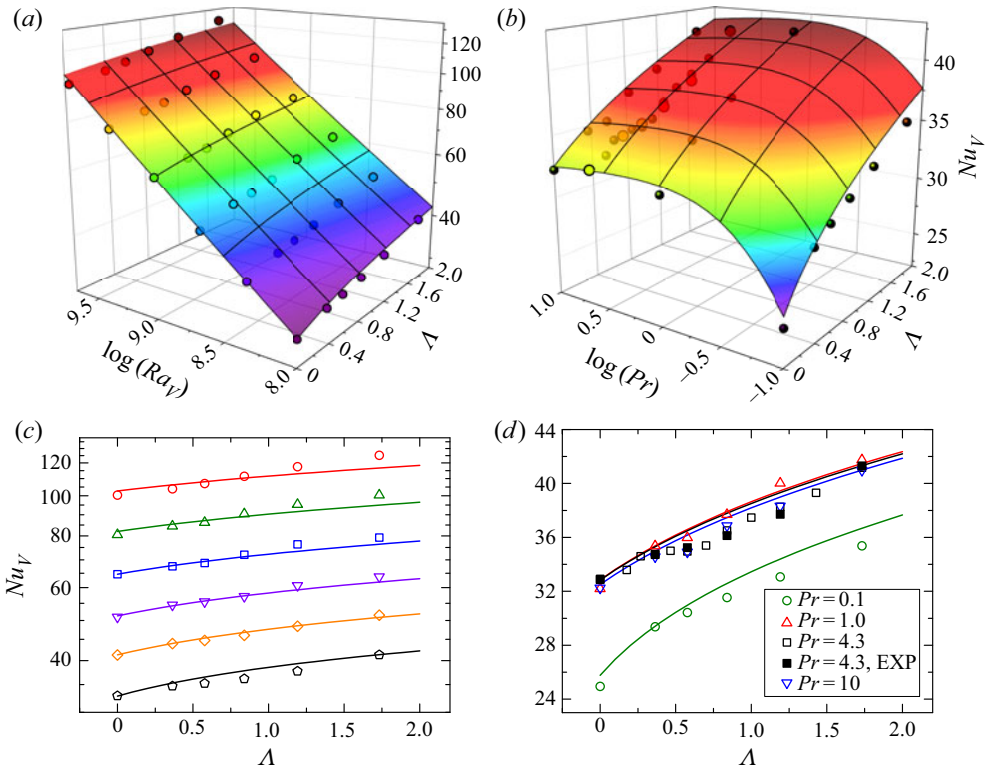 (a)
120
100
80
60
40
Nu_V
2.0
1.6
1.2
0.8
0.4
0
Λ
9.5
9.0
8.5
8.0
log (Ra_V)
(b)
40
35
30
25
Nu_V
2.0
1.6
1.2
0.8
0.4
0
Λ
1.0
0.5
0
−0.5
−1.0
log (Pr)
(c)
120
100
80
60
40
Nu_V
0 0.5 1.0 1.5 2.0
Λ
(d)
44
40
36
32
28
24
Pr = 0.1
Pr = 1.0
Pr = 4.3
Pr = 4.3, EXP
Pr = 10
0 0.5 1.0 1.5 2.0
Λ